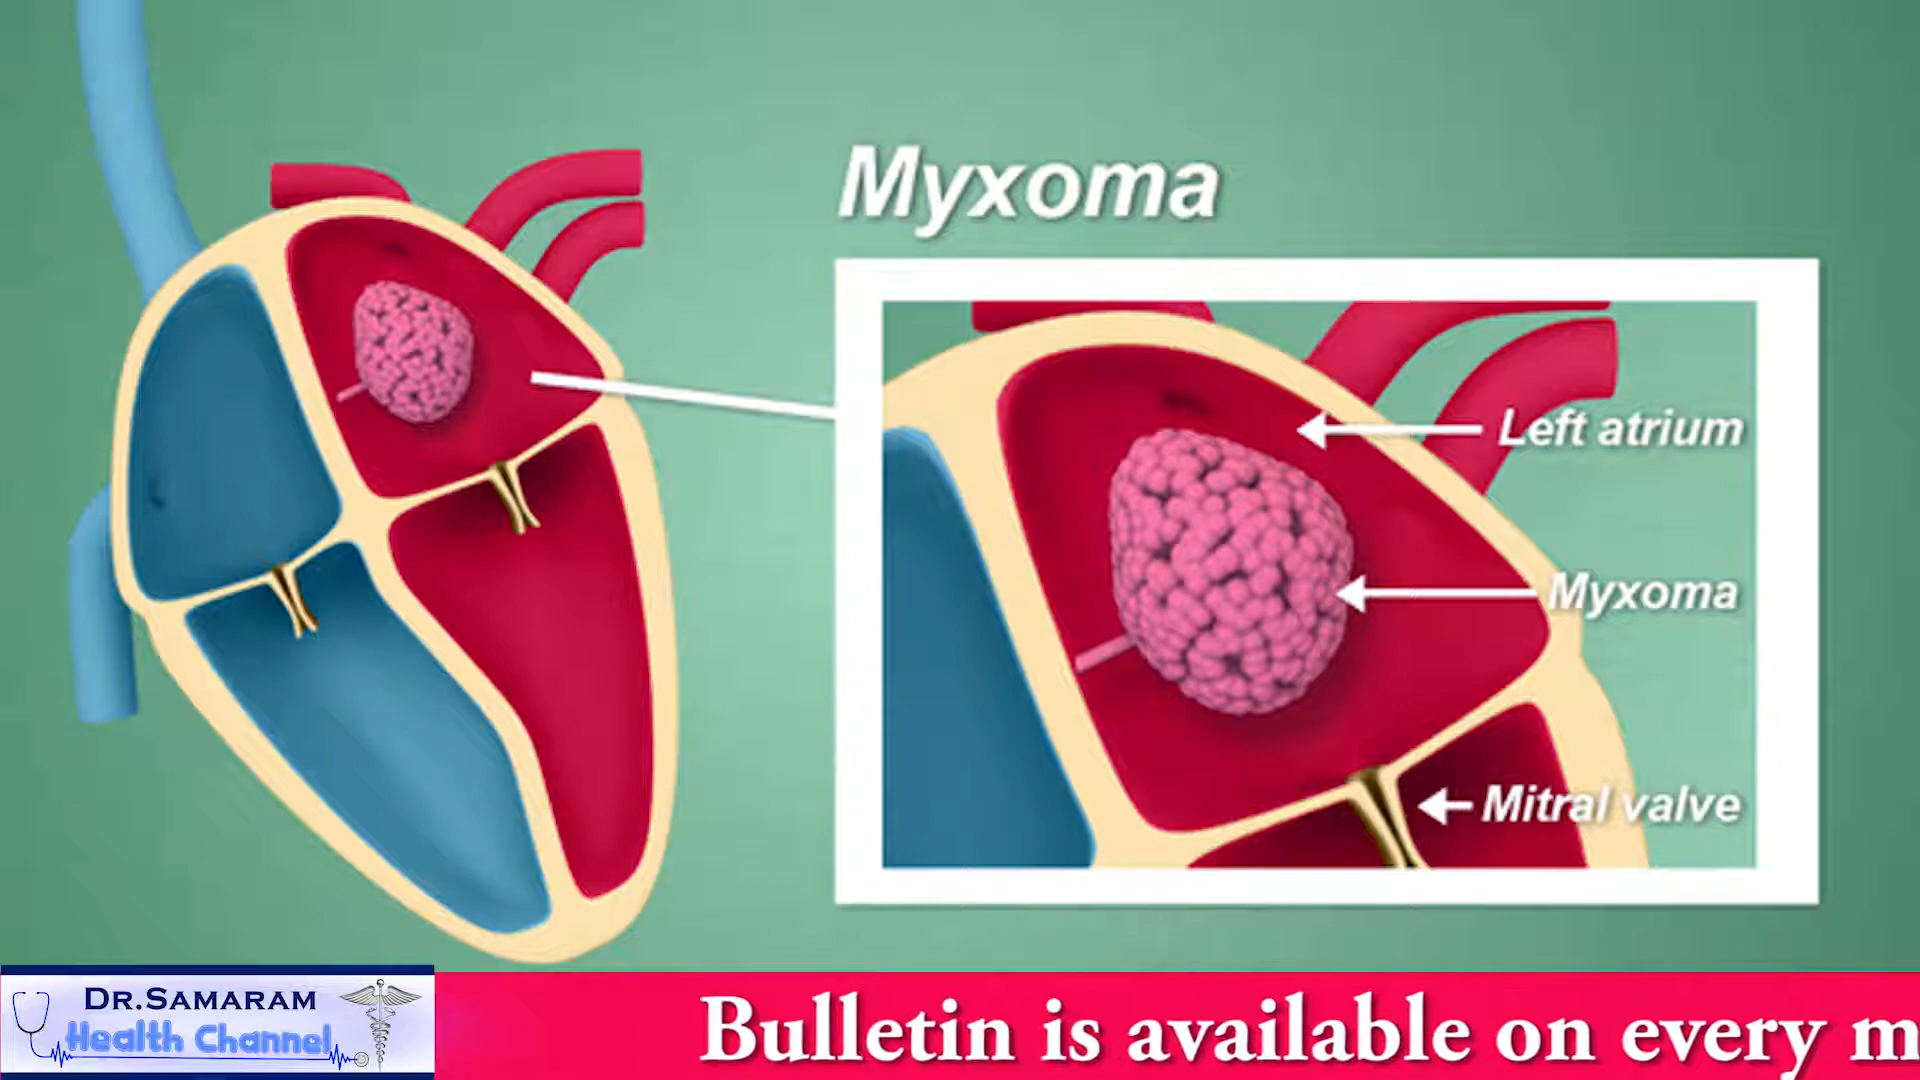 Myxoma
Left atrium
Myxoma
Mitral valve
DR.SAMARAM
Health Channel
Bulletin is available on every m